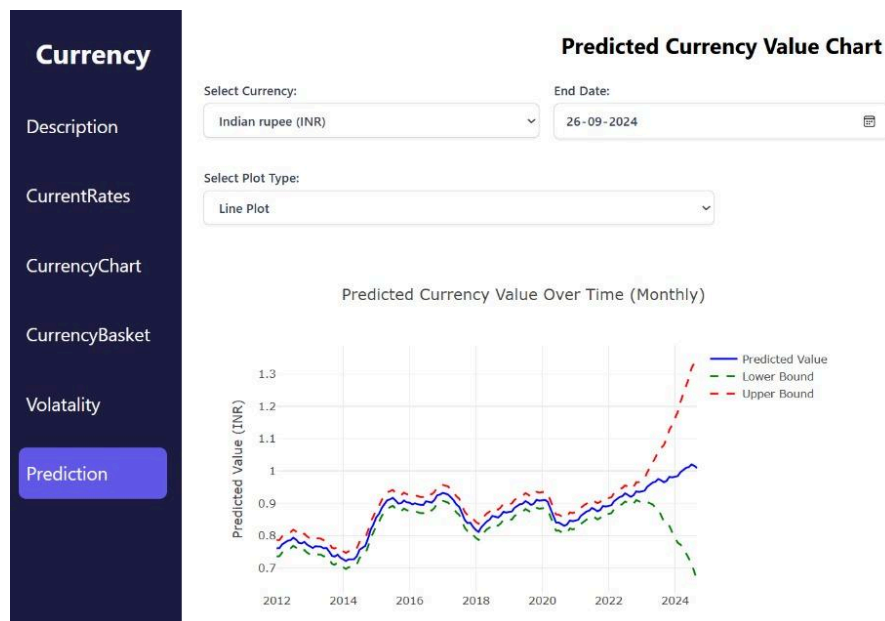 Currency
Description
CurrentRates
CurrencyChart
CurrencyBasket
Volatality
Prediction
Predicted Currency Value Chart
Select Currency:
End Date:
Indian rupee (INR)
26-09-2024
Select Plot Type:
Line Plot
Predicted Currency Value Over Time (Monthly)
Predicted Value (INR)
1.3
1.2
1.1
1
0.9
0.8
0.7
2012 2014 2016 2018 2020 2022 2024
Predicted Value
Lower Bound
Upper Bound